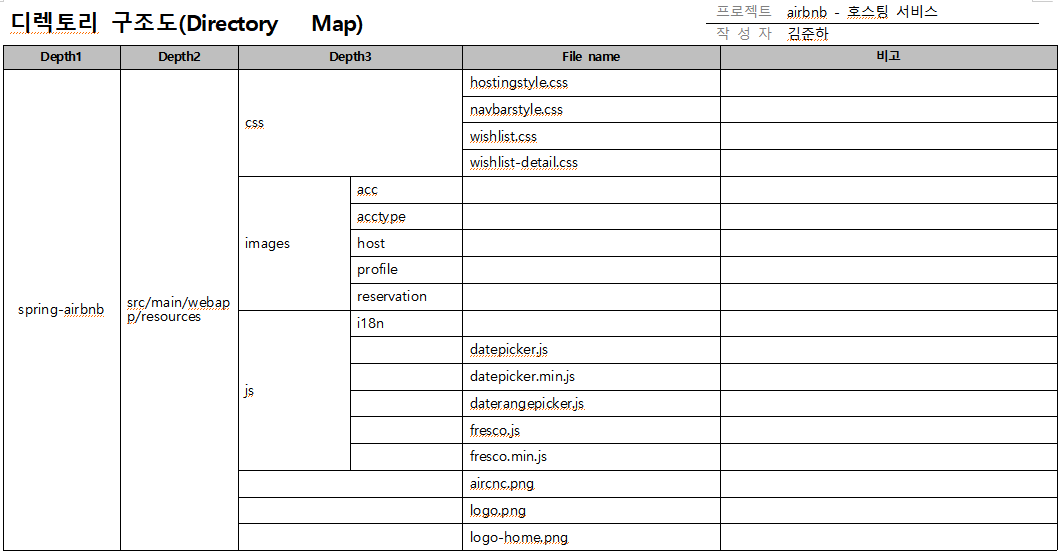 디렉토리 구조도(Directory Map)
프로젝트 airbnb - 호스팅 서비스
작 성 자 김준하
Depth1 Depth2 Depth3 File name 비고
spring-airbnb
src/main/webap
p/resources
css
hostingstyle.css
navbarstyle.css
wishlist.css
wishlist-detail.css
images
acc
acctype
host
profile
reservation
js
i18n
datepicker.js
datepicker.min.js
daterangepicker.js
fresco.js
fresco.min.js
aircnc.png
logo.png
logo-home.png